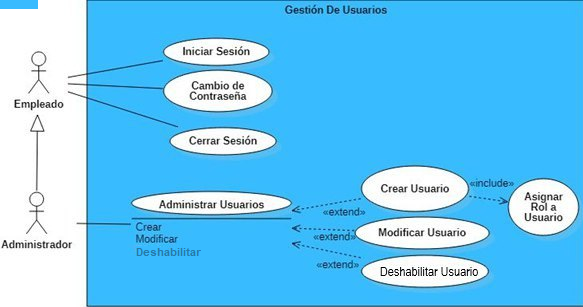 Gestión De Usuarios
Iniciar Sesión
Cambio de
Contraseña
Empleado
Cerrar Sesión
Crear Usuario
«include»
Asignar
Rol a
Usuario
Administrar Usuarios
«extend»
Crear
Modificar
Deshabilitar
Administrador
«extend»
Modificar Usuario
«extend»
Deshabilitar Usuario